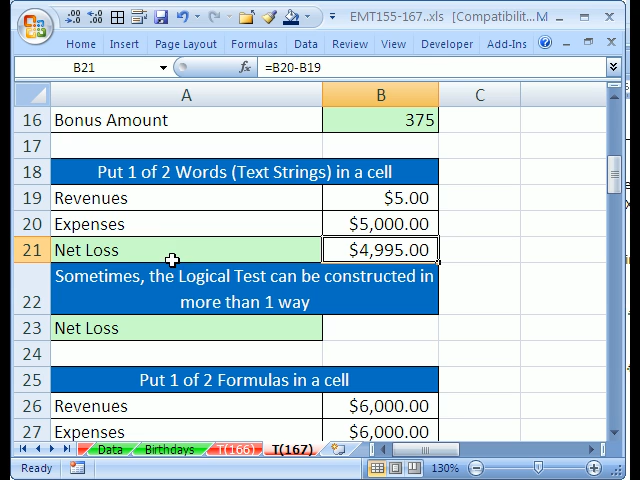 EMT155-167..xls [Compatibilit... M
Home Insert Page Layout Formulas Data Review View Developer Add-Ins
B21 fx =B20-B19
A B C
16 Bonus Amount 375
17
18 Put 1 of 2 Words (Text Strings) in a cell
19 Revenues $5.00
20 Expenses $5,000.00
21 Net Loss $4,995.00
Sometimes, the Logical Test can be constructed in
22 more than 1 way
23 Net Loss
24
25 Put 1 of 2 Formulas in a cell
26 Revenues $6,000.00
27 Expenses $6,000.00
Data Birthdays T(166) T(167)
Ready 130%